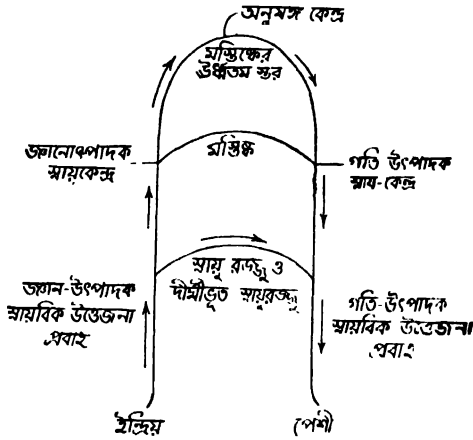 অনুষঙ্গ কেন্দ্র
মস্তিষ্কের
উর্ধ্বতম স্তর
জ্ঞানোৎপাদক
স্নায়ুকেন্দ্র
মস্তিষ্ক
গতি উৎপাদক
স্নায়ু-কেন্দ্র
স্নায়ু রজ্জু ও
দীর্ঘীভূত স্নায়ুরজ্জু
জ্ঞান-উৎপাদক
স্নায়বিক উত্তেজনা
প্রবাহ
গতি-উৎপাদক
স্নায়বিক উত্তেজনা
প্রবাহ
ইন্দ্রিয়
পেশী